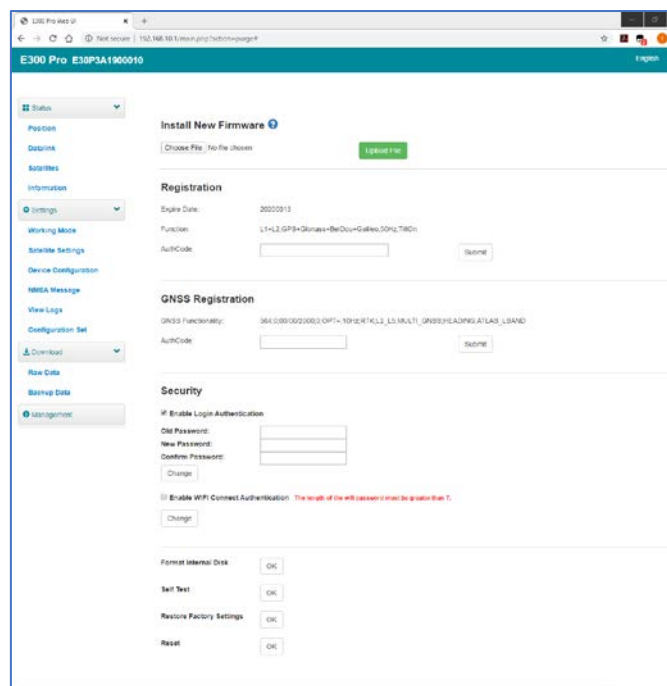 E300 Pro Web UI
Not secure | 192.168.10.1/main.php?action=purge#
E300 Pro E30P3A1900010
English
Status
Position
Datalink
Satellites
Information
Settings
Working Mode
Satellite Settings
Device Configuration
NMEA Message
View Logs
Configuration Set
Download
Raw Data
Backup Data
Management
Install New Firmware
Choose File No file chosen
Upload File
Registration
Expire Date:
Function: L1+L2,GPS+Glonass+BeiDou+Galileo,50Hz,TiltOn
AuthCode: Submit
GNSS Registration
GNSS Functionality:
AuthCode: Submit
Security
Enable Login Authentication
Old Password:
New Password:
Confirm Password:
Change
Enable WIFI Connect Authentication The length of the wifi password must be greater than 7.
Change
Format Internal Disk OK
Self Test OK
Restore Factory Settings OK
Reset OK